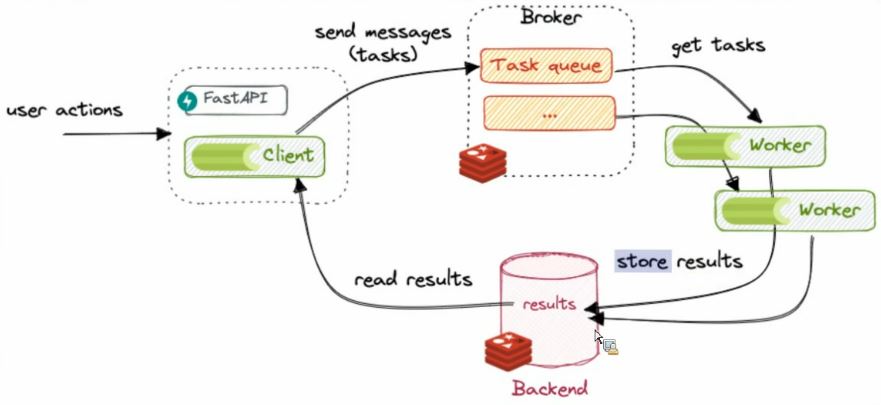 Broker
send messages
(tasks)
get tasks
Task queue
FastAPI
user actions
...
Client
Worker
Worker
store results
read results
results
Backend